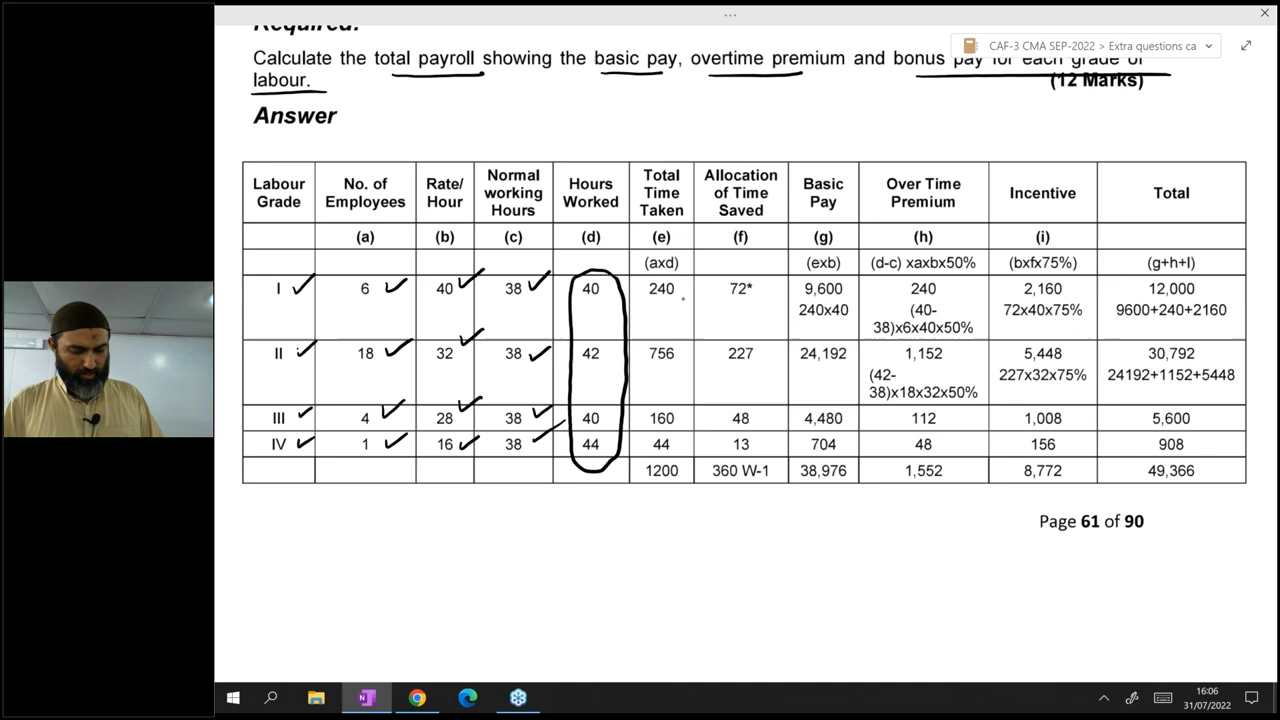 Required:
CAF-3 CMA SEP-2022 > Extra questions ca
Calculate the total payroll showing the basic pay, overtime premium and bonus pay for each grade of
labour. (12 Marks)
Answer
Labour Grade No. of Employees Rate/ Hour Normal working Hours Hours Worked Total Time Taken Allocation of Time Saved Basic Pay Over Time Premium Incentive Total
(a) (b) (c) (d) (e) (f) (g) (h) (i)
(axd) (exb) (d-c) xaxbx50% (bxfx75%) (g+h+I)
I 6 40 38 40 240 72* 9,600 240 2,160 12,000
240x40 (40- 72x40x75% 9600+240+2160
38)x6x40x50%
II 18 32 38 42 756 227 24,192 1,152 5,448 30,792
(42- 227x32x75% 24192+1152+5448
38)x18x32x50%
III 4 28 38 40 160 48 4,480 112 1,008 5,600
IV 1 16 38 44 44 13 704 48 156 908
1200 360 W-1 38,976 1,552 8,772 49,366
Page 61 of 90
16:06
31/07/2022